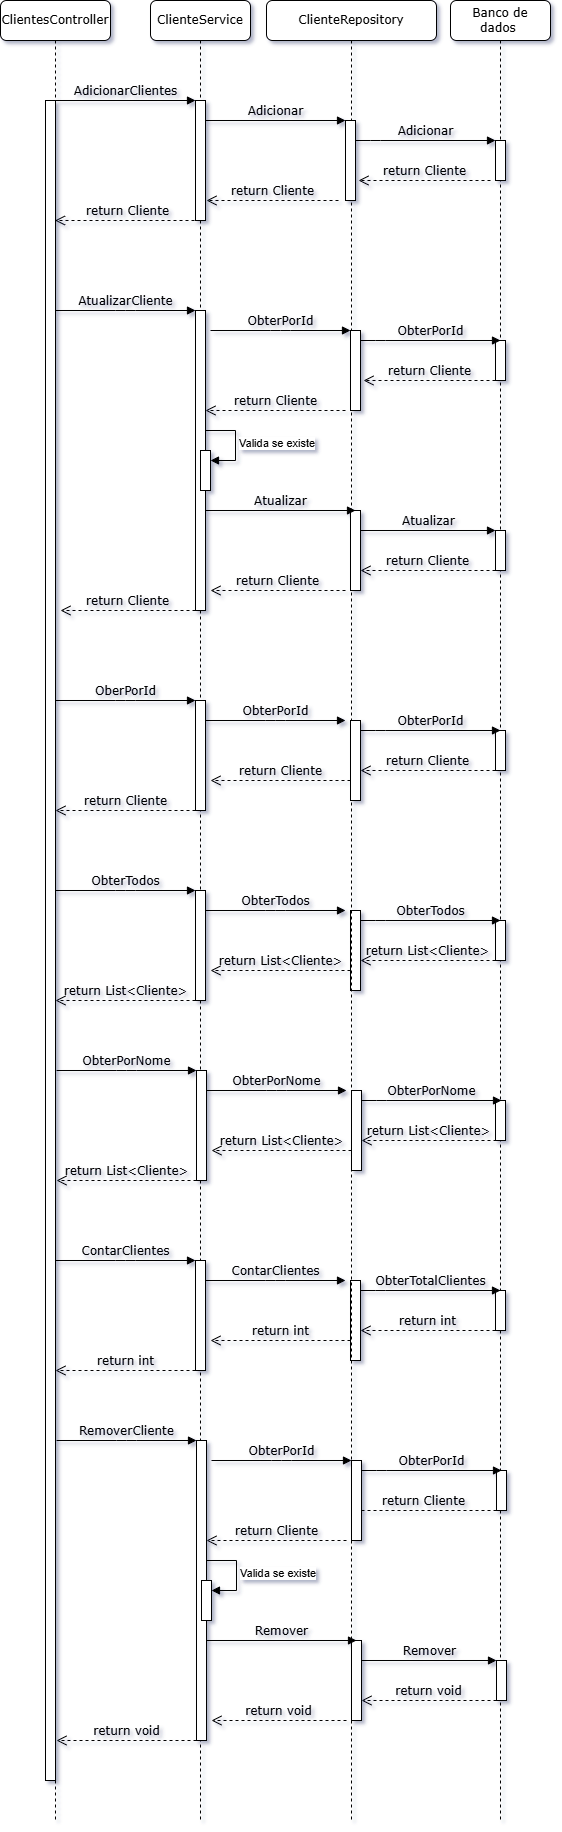 ClientesController
ClienteService
ClienteRepository
Banco de
dados
AdicionarClientes
Adicionar
Adicionar
return Cliente
return Cliente
return Cliente
AtualizarCliente
ObterPorId
ObterPorId
return Cliente
return Cliente
Valida se existe
Atualizar
Atualizar
return Cliente
return Cliente
return Cliente
OberPorId
ObterPorId
ObterPorId
return Cliente
return Cliente
return Cliente
ObterTodos
ObterTodos
ObterTodos
return List<Cliente>
return List<Cliente>
return List<Cliente>
ObterPorNome
ObterPorNome
ObterPorNome
return List<Cliente>
return List<Cliente>
return List<Cliente>
ContarClientes
ContarClientes
ObterTotalClientes
return int
return int
return int
RemoverCliente
ObterPorId
ObterPorId
return Cliente
return Cliente
Valida se existe
Remover
Remover
return void
return void
return void